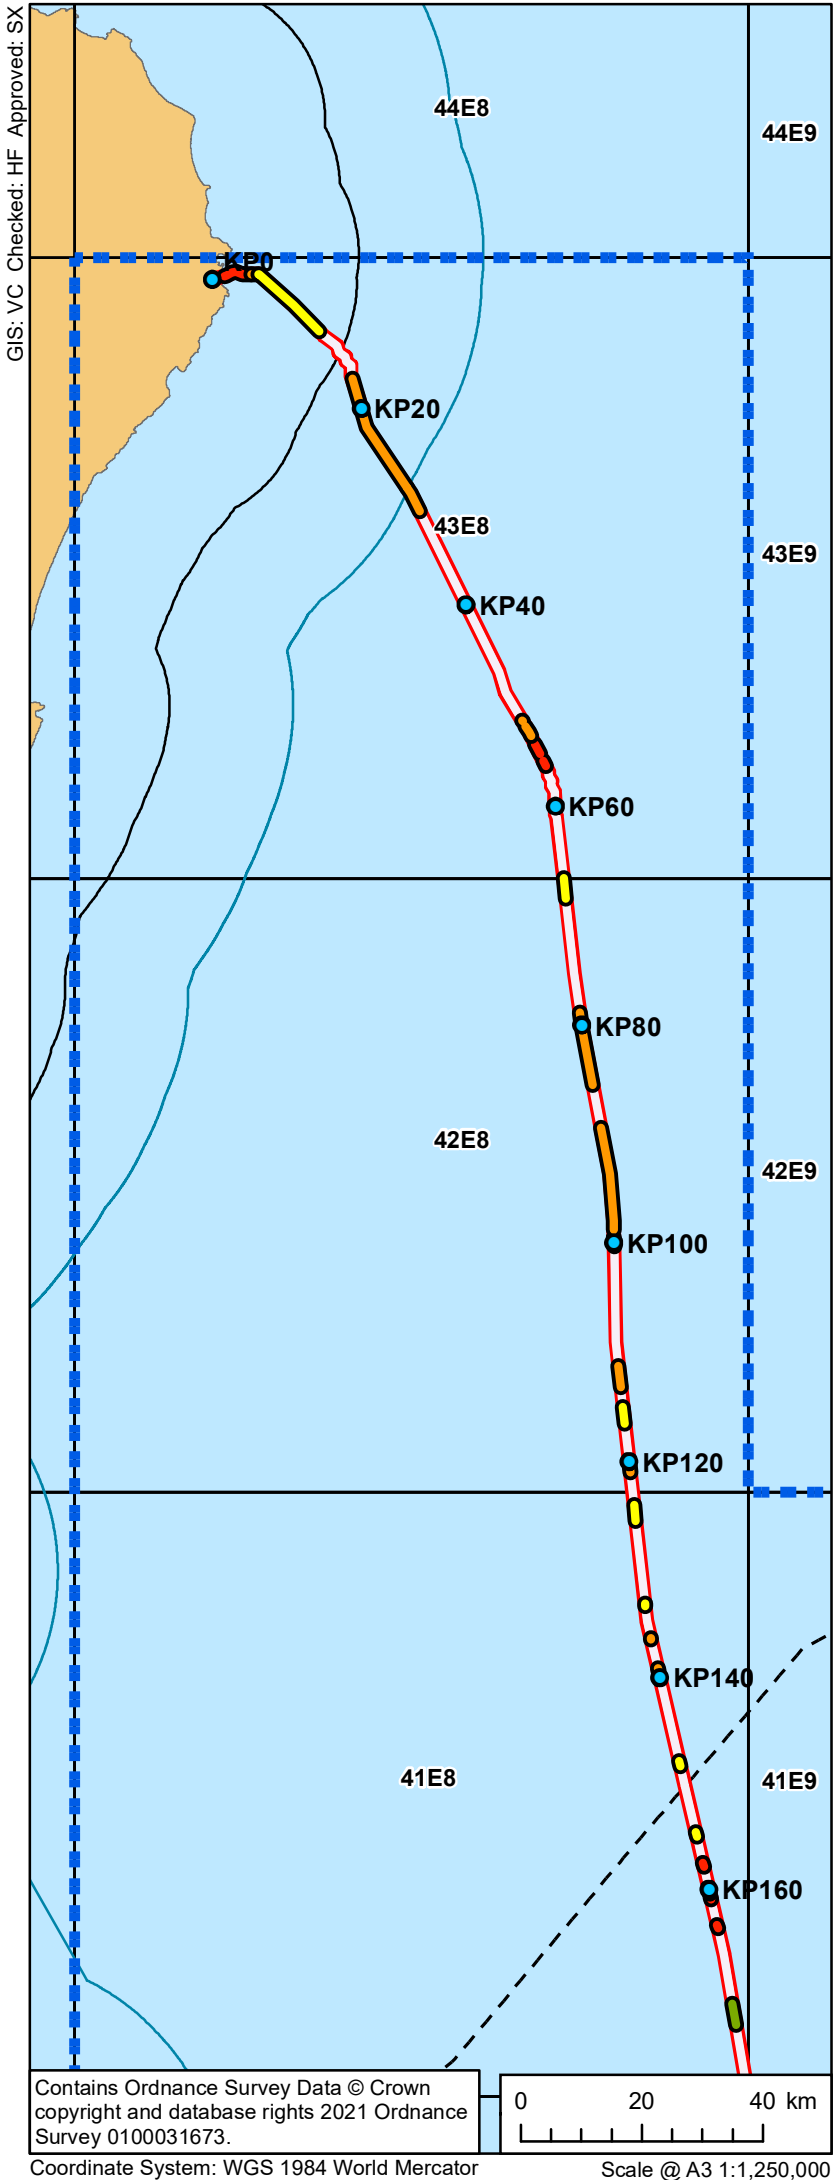 GIS: VC Checked: HF Approved: SX
44E8
44E9
KP0
KP20
43E8
43E9
KP40
KP60
KP80
42E8
42E9
KP100
KP120
KP140
41E8
41E9
KP160
Contains Ordnance Survey Data © Crown
copyright and database rights 2021 Ordnance
Survey 0100031673.
0 20 40 km
Coordinate System: WGS 1984 World Mercator
Scale @ A3 1:1,250,000